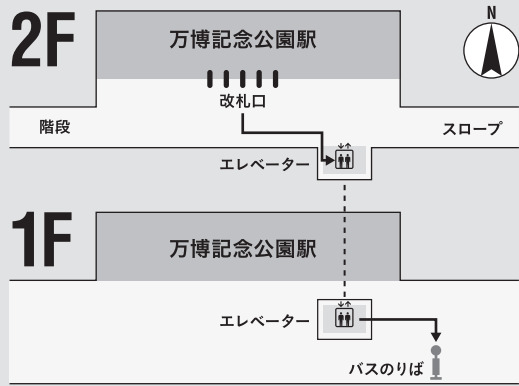 2F
万博記念公園駅
N
改札口
階段
スロープ
エレベーター
1F
万博記念公園駅
エレベーター
バスのりば